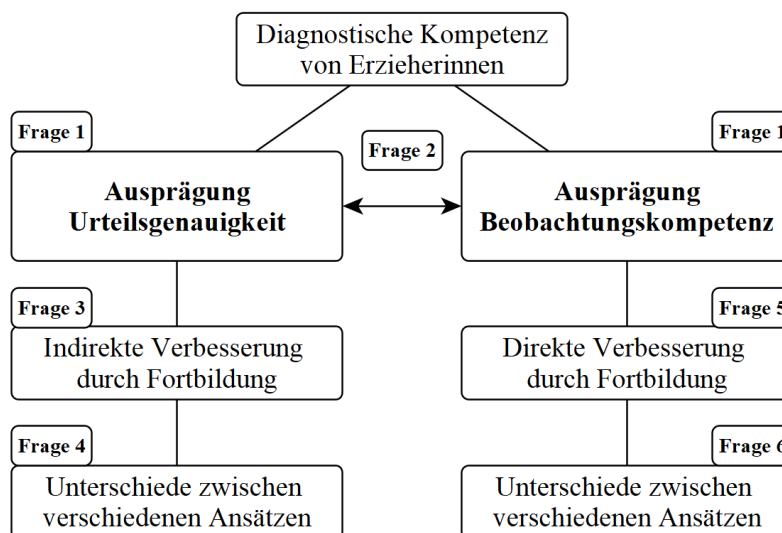 Diagnostische Kompetenz
von Erzieherinnen
Frage 1
Ausprägung
Urteilsgenauigkeit
Frage 2
Frage 1
Ausprägung
Beobachtungskompetenz
Frage 3
Indirekte Verbesserung
durch Fortbildung
Frage 5
Direkte Verbesserung
durch Fortbildung
Frage 4
Unterschiede zwischen
verschiedenen Ansätzen
Frage 6
Unterschiede zwischen
verschiedenen Ansätzen